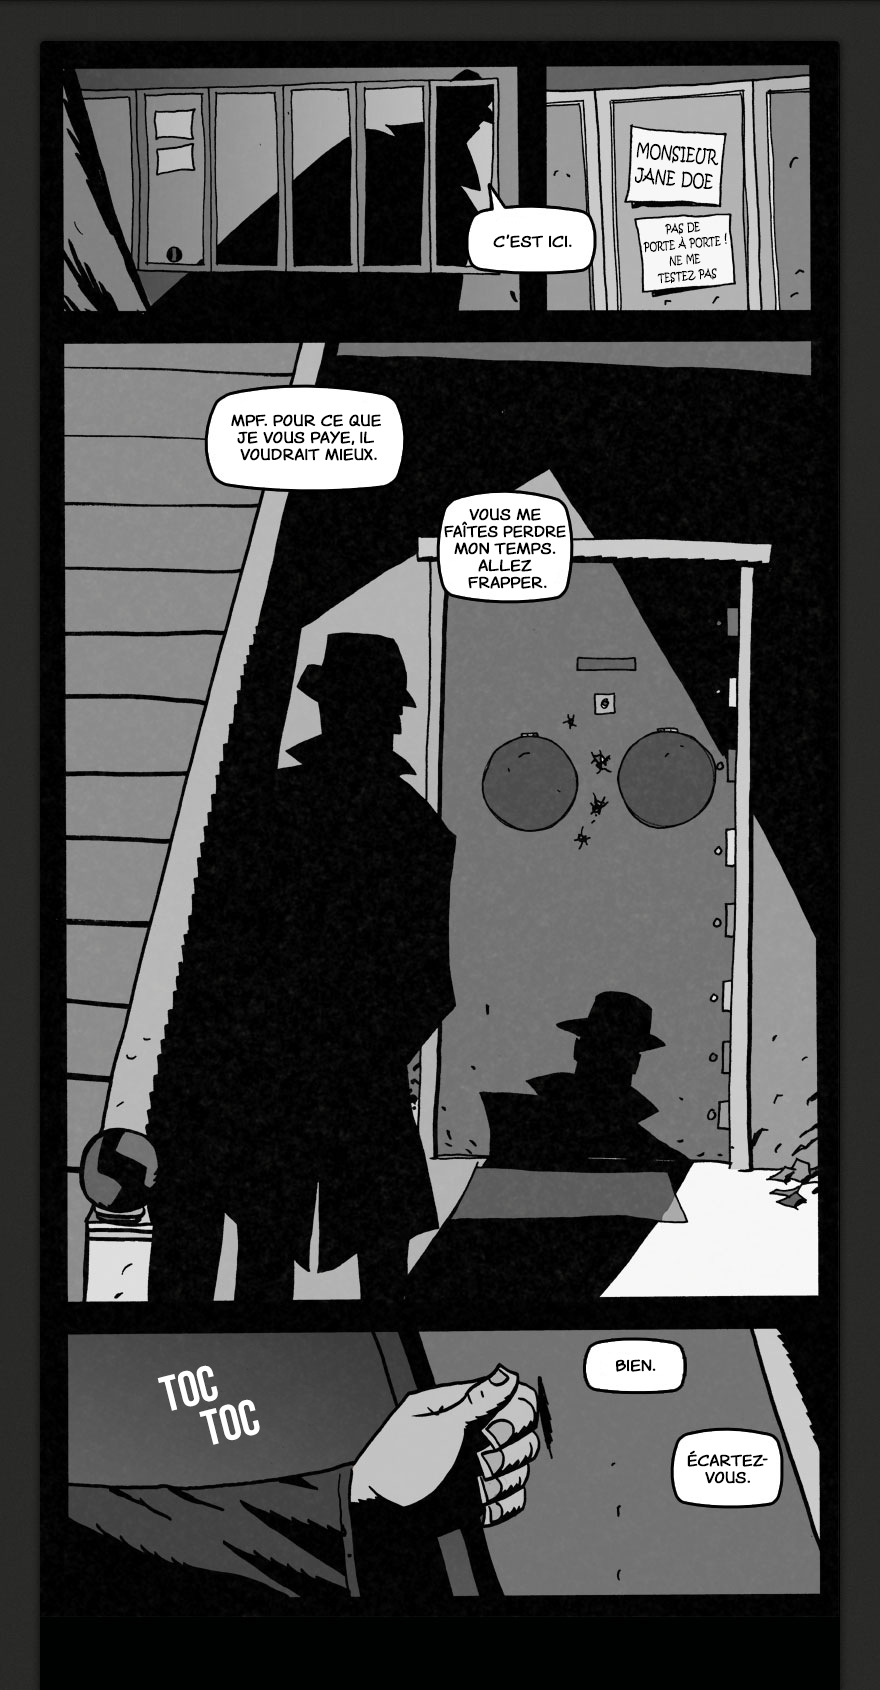 C'EST ICI.
MONSIEUR
JANE DOE
PAS DE
PORTE À PORTE !
NE ME
TESTEZ PAS
MPF. POUR CE QUE
JE VOUS PAYE, IL
VOUDRAIT MIEUX.
VOUS ME
FAÎTES PERDRE
MON TEMPS.
ALLEZ
FRAPPER.
TOC
TOC
BIEN.
ÉCARTEZ-
VOUS.